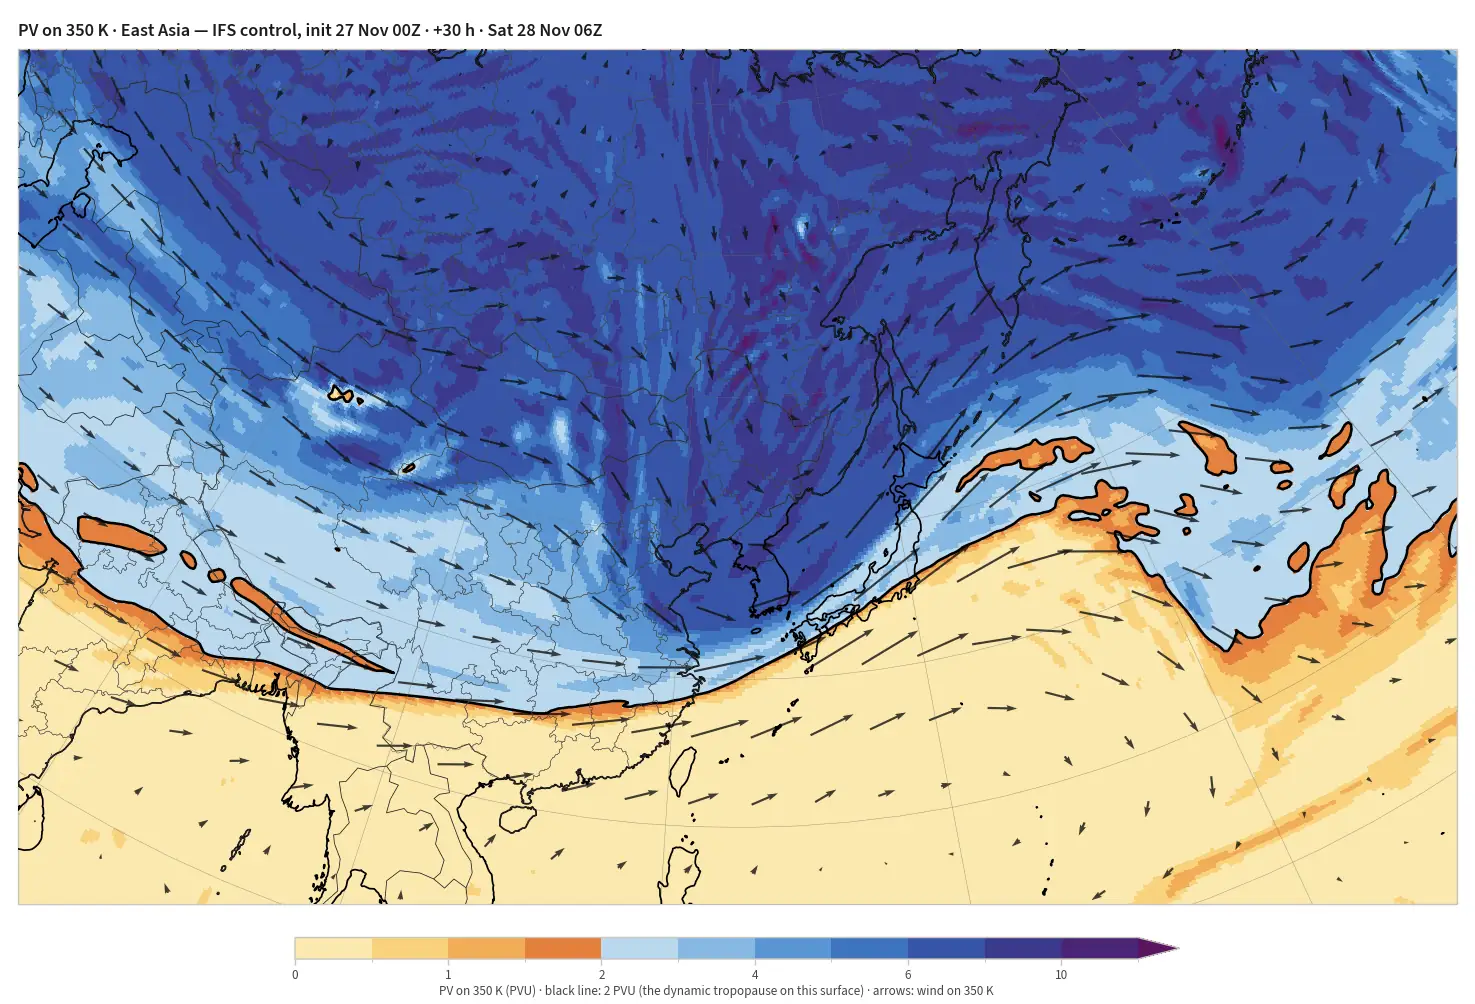 PV on 350 K · East Asia — IFS control, init 27 Nov 00Z · +30 h · Sat 28 Nov 06Z
0 1 2 4 6 10
PV on 350 K (PVU) · black line: 2 PVU (the dynamic tropopause on this surface) · arrows: wind on 350 K